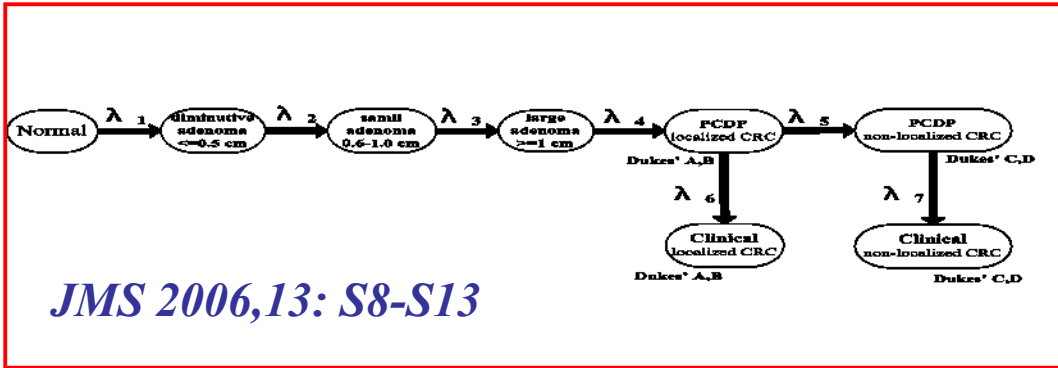 Normal
λ 1
diminutive
adenoma
<=0.5 cm
λ 2
samll
adenoma
0.6-1.0 cm
λ 3
large
adenoma
>=1 cm
λ 4
PCDP
localized CRC
Dukes' A,B
λ 5
PCDP
non-localized CRC
Dukes' C,D
λ 6
λ 7
Clinical
localized CRC
Dukes' A,B
Clinical
non-localized CRC
Dukes' C,D
JMS 2006,13: S8-S13